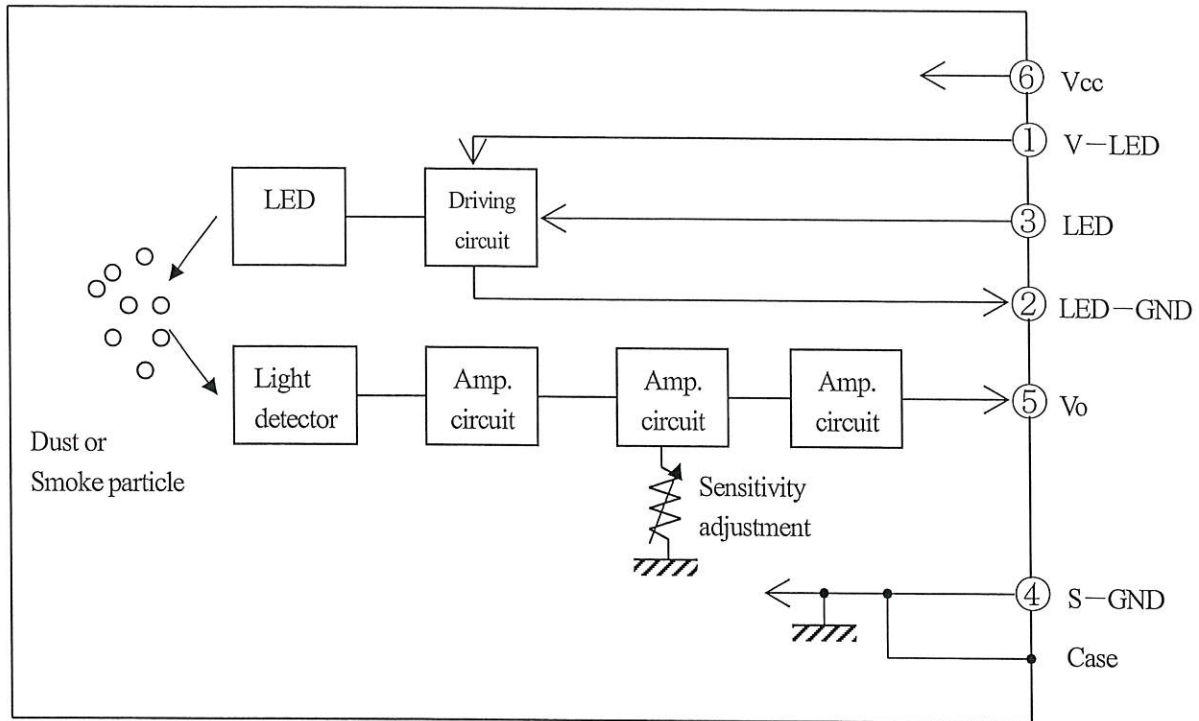 ⑥ Vcc
① V－LED
LED
Driving
circuit
③ LED
② LED－GND
Light
detector
Amp.
circuit
Amp.
circuit
Amp.
circuit
⑤ Vo
Dust or
Smoke particle
Sensitivity
adjustment
④ S－GND
Case